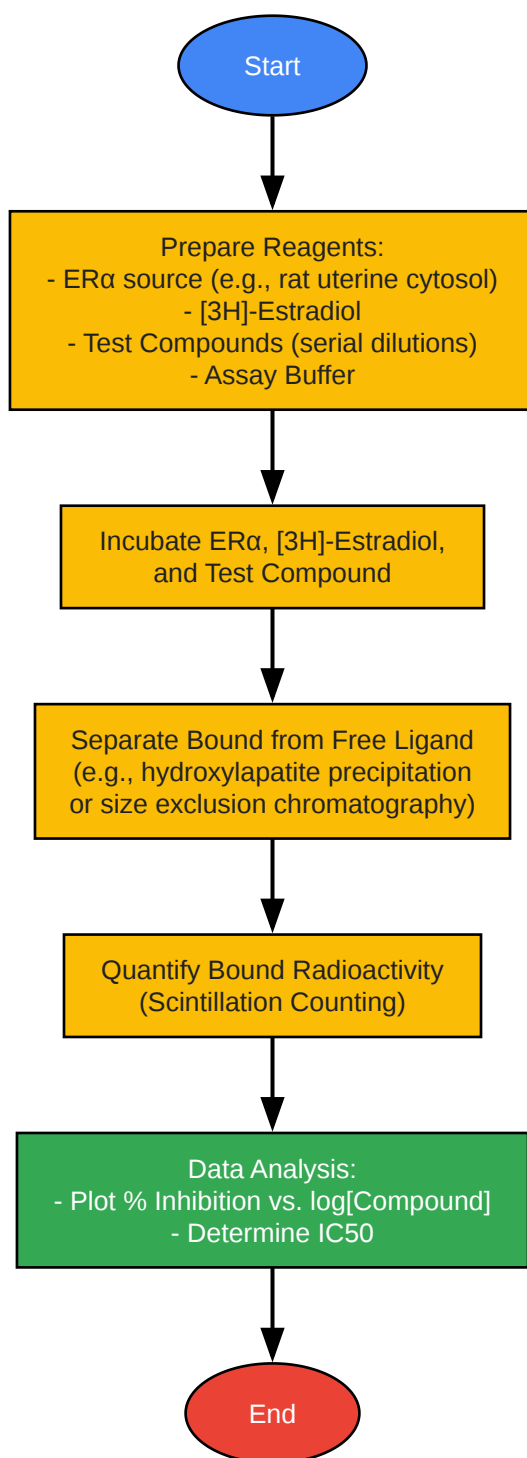 Start
Prepare Reagents:
- ERα source (e.g., rat uterine cytosol)
- [3H]-Estradiol
- Test Compounds (serial dilutions)
- Assay Buffer
Incubate ERα, [3H]-Estradiol,
and Test Compound
Separate Bound from Free Ligand
(e.g., hydroxylapatite precipitation
or size exclusion chromatography)
Quantify Bound Radioactivity
(Scintillation Counting)
Data Analysis:
- Plot % Inhibition vs. log[Compound]
- Determine IC50
End